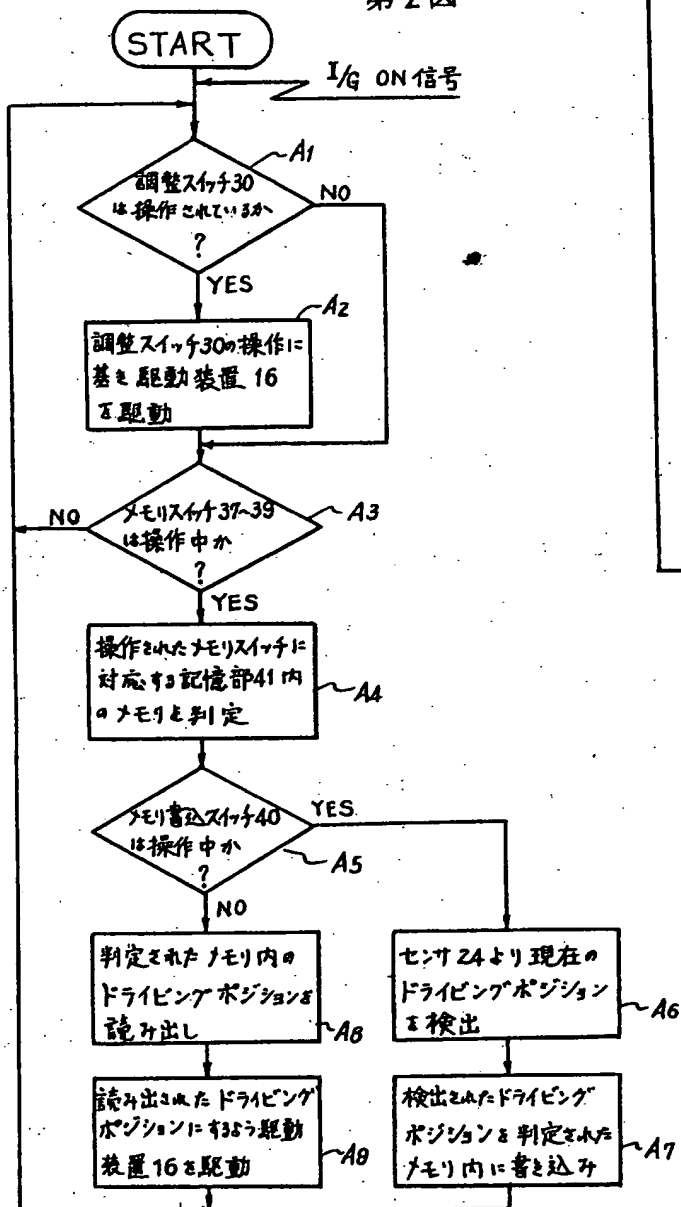 第2図
START
I/G ON 信号
A1
調整スイッチ30
は操作されているか
?
NO
YES
A2
調整スイッチ30の操作に
基き駆動装置16
を駆動
メモリスイッチ37~39
は操作中か
?
NO
A3
YES
操作されたメモリスイッチに
対応する記憶部41内
のメモリを判定
A4
メモリ書込スイッチ40
は操作中か
?
YES
A5
NO
判定されたメモリ内の
ドライビングポジションを
読み出し
A8
センサ24より現在の
ドライビングポジション
を検出
A6
読み出されたドライビング
ポジションにするよう駆動
装置16を駆動
A9
検出されたドライビング
ポジションを判定された
メモリ内に書き込み
A7